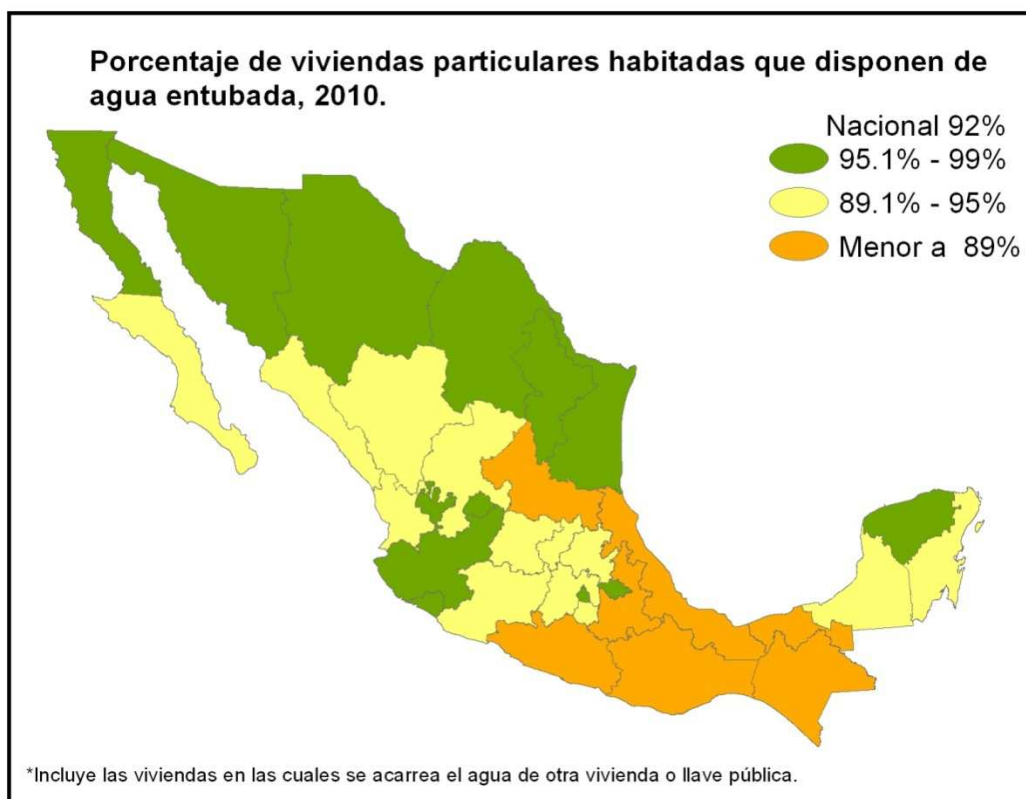 Porcentaje de viviendas particulares habitadas que disponen de
agua entubada, 2010.
Nacional 92%
95.1% - 99%
89.1% - 95%
Menor a 89%
*Incluye las viviendas en las cuales se acarrea el agua de otra vivienda o llave pública.